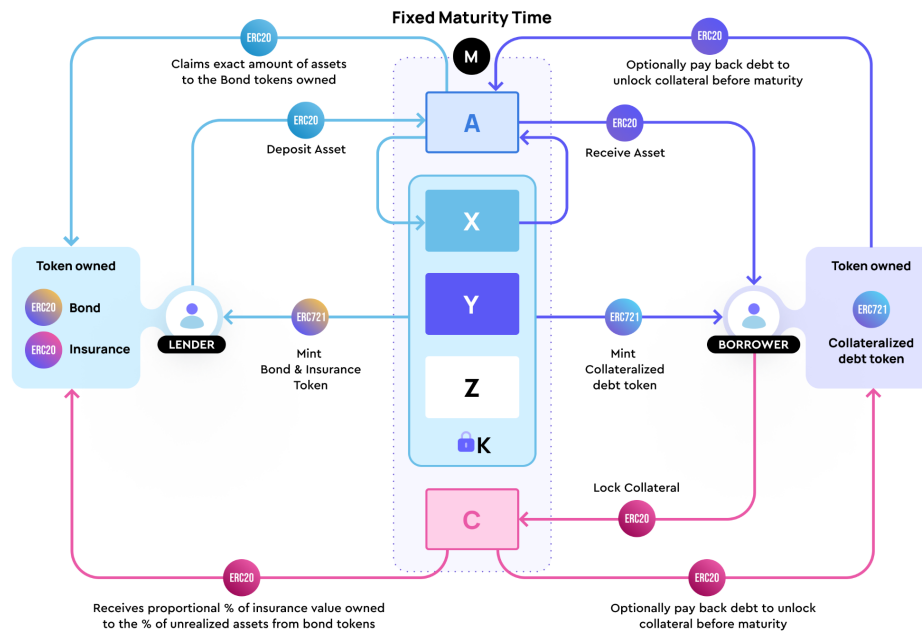 Fixed Maturity Time
M
ERC20
Claims exact amount of assets
to the Bond tokens owned
ERC20
Optionally pay back debt to
unlock collateral before maturity
ERC20
Deposit Asset
A
ERC20
Receive Asset
X
Token owned
ERC20 Bond
ERC20 Insurance
LENDER
ERC721
Mint
Bond & Insurance
Token
Y
ERC721
Mint
Collateralized
debt token
BORROWER
Token owned
ERC721
Collateralized
debt token
Z
K
Lock Collateral
ERC20
C
ERC20
Receives proportional % of insurance value owned
to the % of unrealized assets from bond tokens
ERC20
Optionally pay back debt to unlock
collateral before maturity